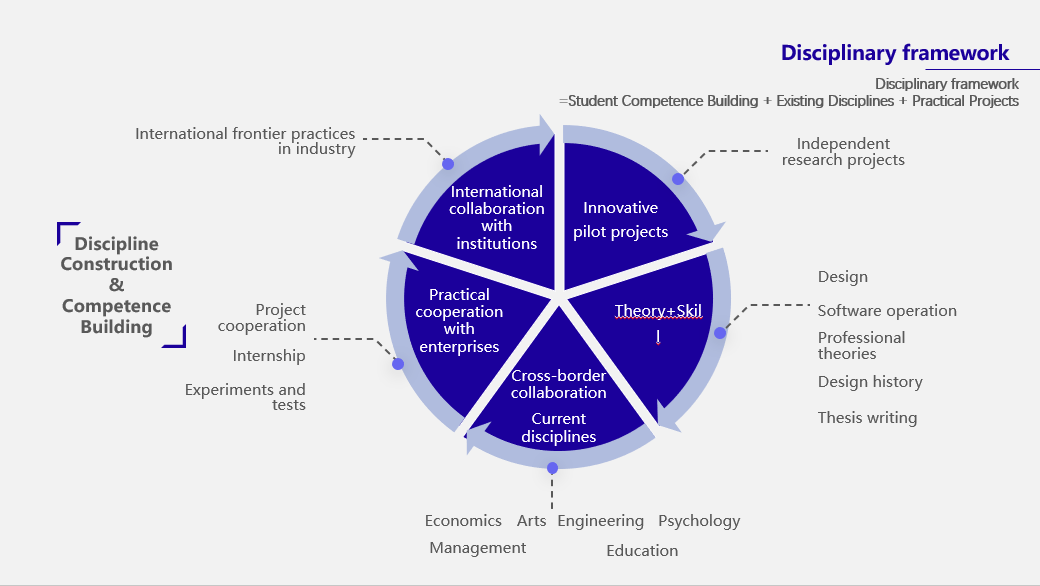 Disciplinary framework
Disciplinary framework
=Student Competence Building + Existing Disciplines + Practical Projects
International frontier practices
in industry
Independent
research projects
International
collaboration
with
institutions
Innovative
pilot projects
Discipline
Construction
&
Competence
Building
Practical
cooperation
with
enterprises
Theory+Skil
l
Project
cooperation
Internship
Experiments and
tests
Design
Software operation
Professional
theories
Design history
Thesis writing
Cross-border
collaboration
Current
disciplines
Economics Arts Engineering Psychology
Management Education